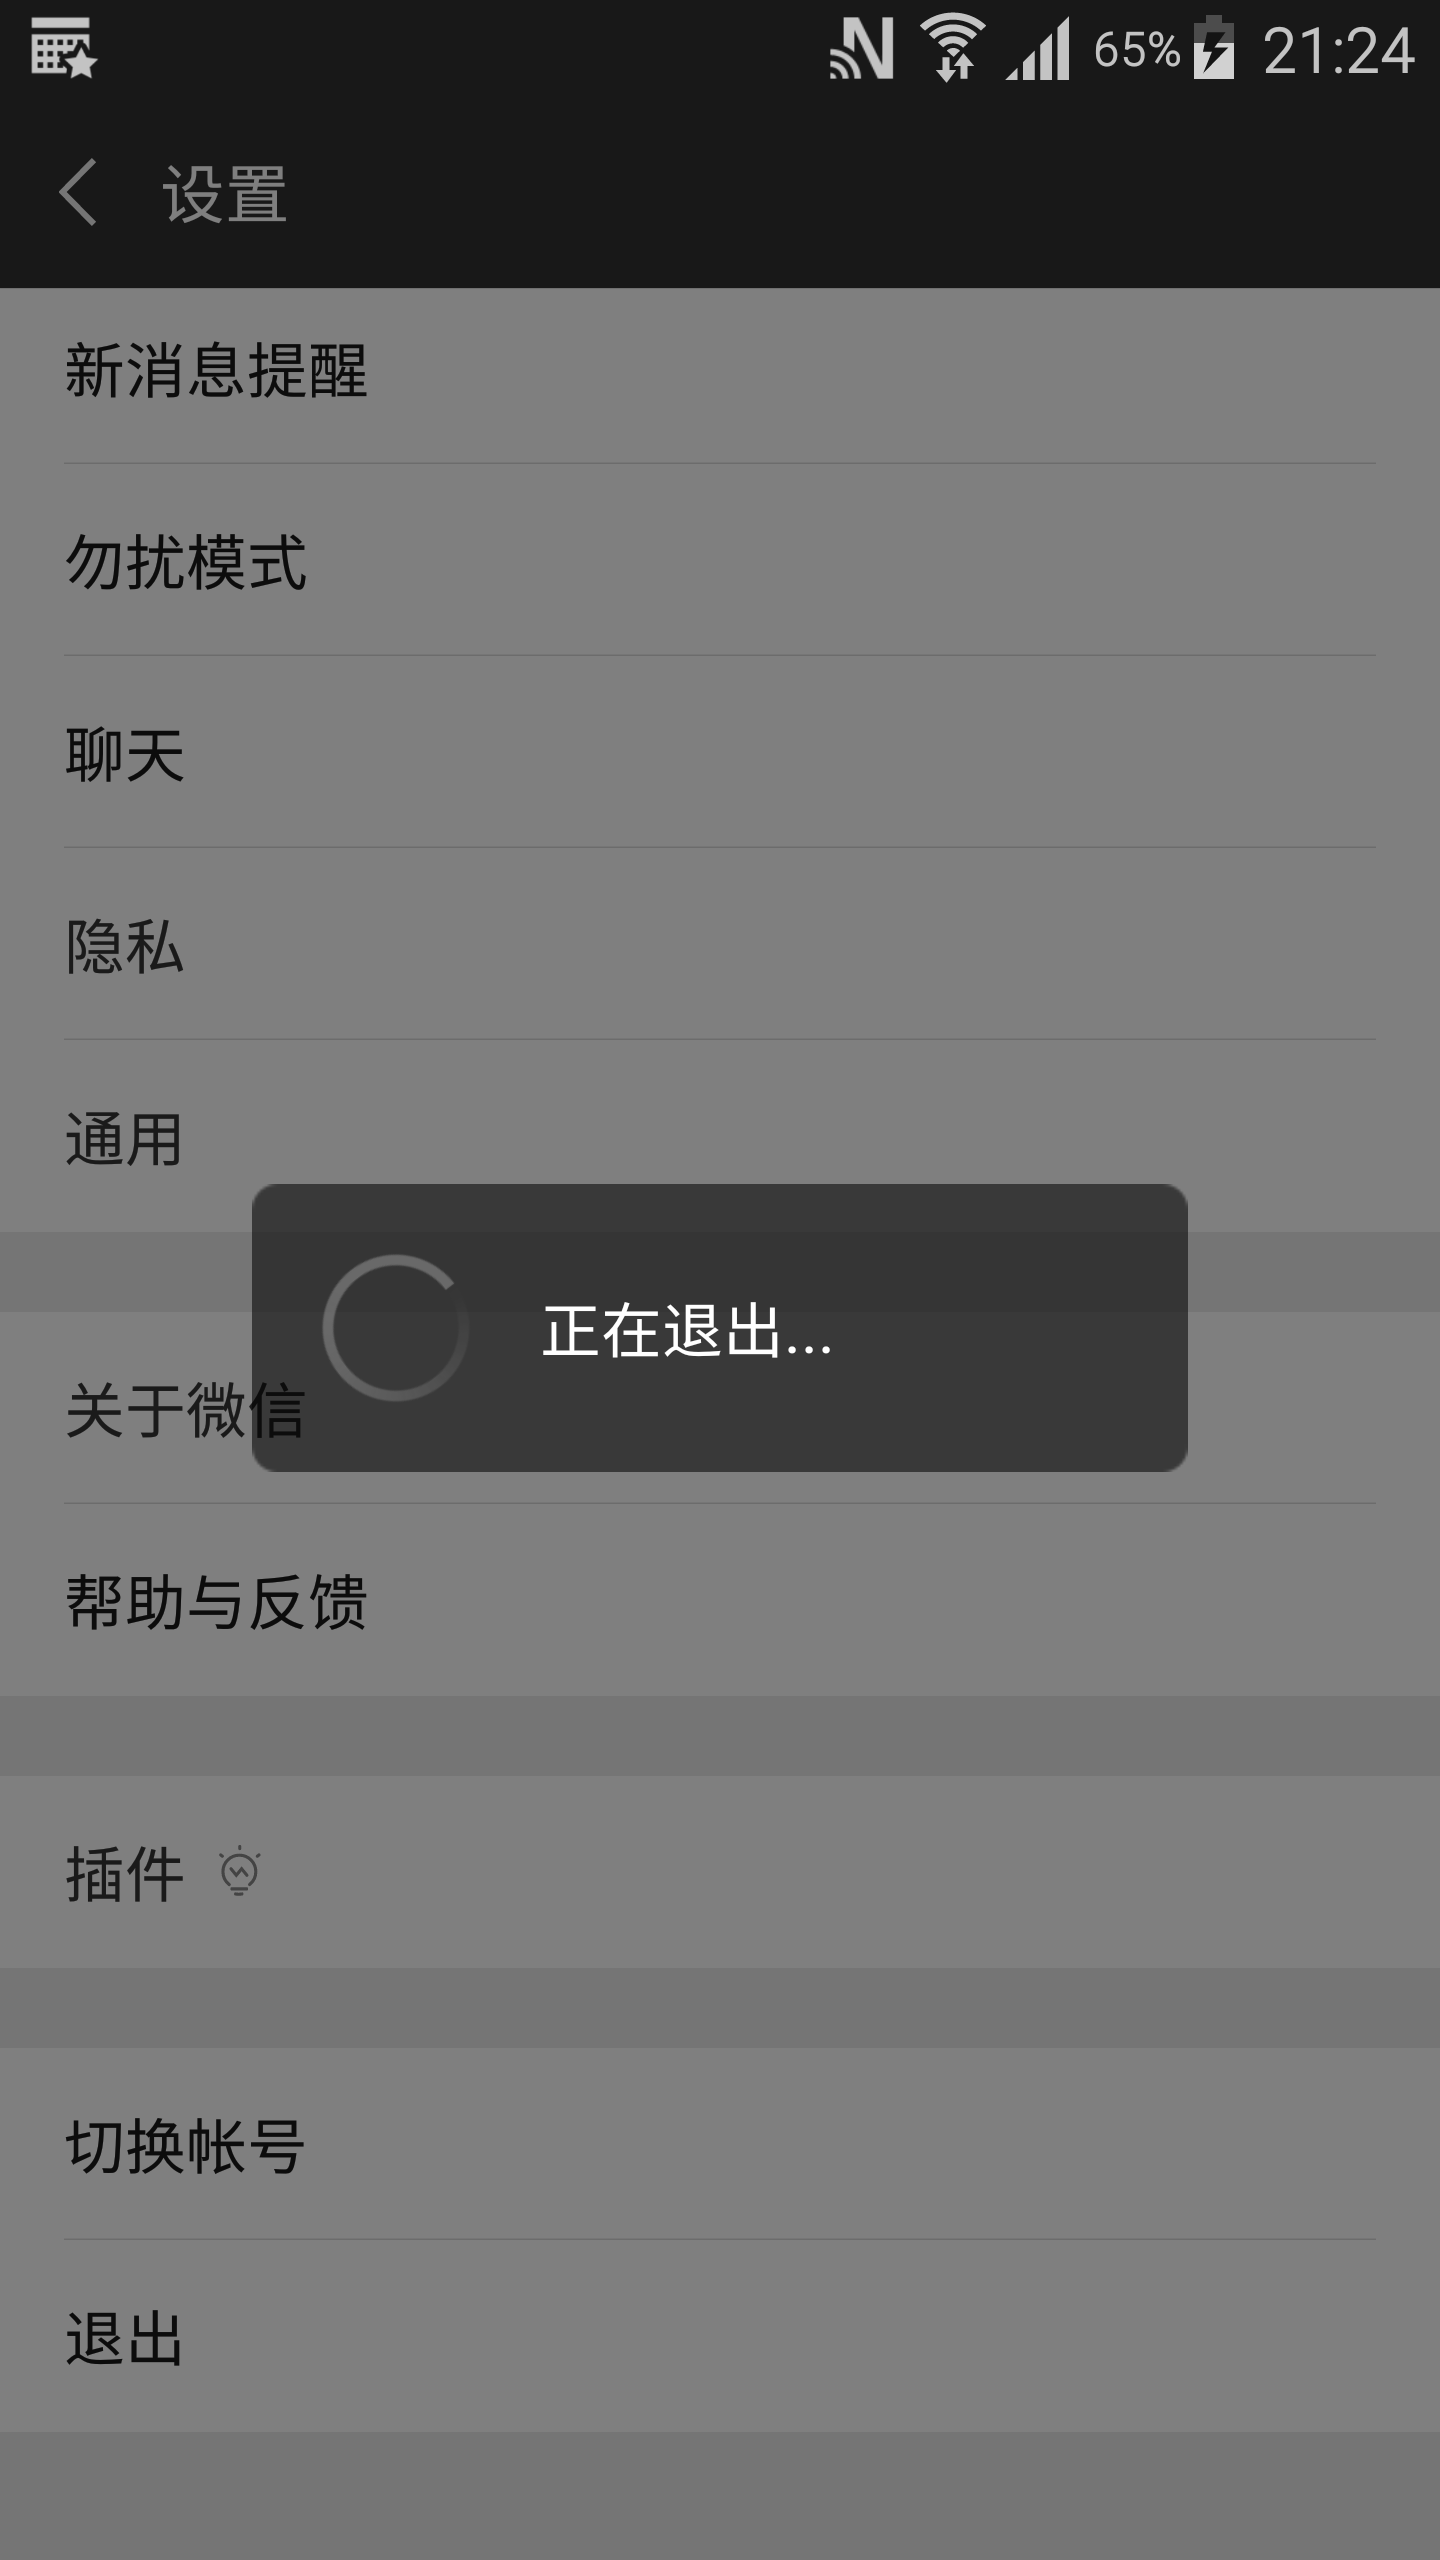 65% 21:24
设置
新消息提醒
勿扰模式
聊天
隐私
通用
正在退出...
关于微信
帮助与反馈
插件
切换帐号
退出